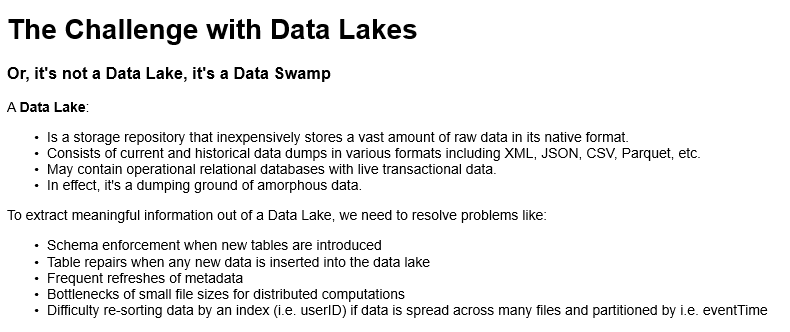 The Challenge with Data Lakes
Or, it's not a Data Lake, it's a Data Swamp
A Data Lake:
• Is a storage repository that inexpensively stores a vast amount of raw data in its native format.
• Consists of current and historical data dumps in various formats including XML, JSON, CSV, Parquet, etc.
• May contain operational relational databases with live transactional data.
• In effect, it's a dumping ground of amorphous data.
To extract meaningful information out of a Data Lake, we need to resolve problems like:
• Schema enforcement when new tables are introduced
• Table repairs when any new data is inserted into the data lake
• Frequent refreshes of metadata
• Bottlenecks of small file sizes for distributed computations
• Difficulty re-sorting data by an index (i.e. userID) if data is spread across many files and partitioned by i.e. eventTime